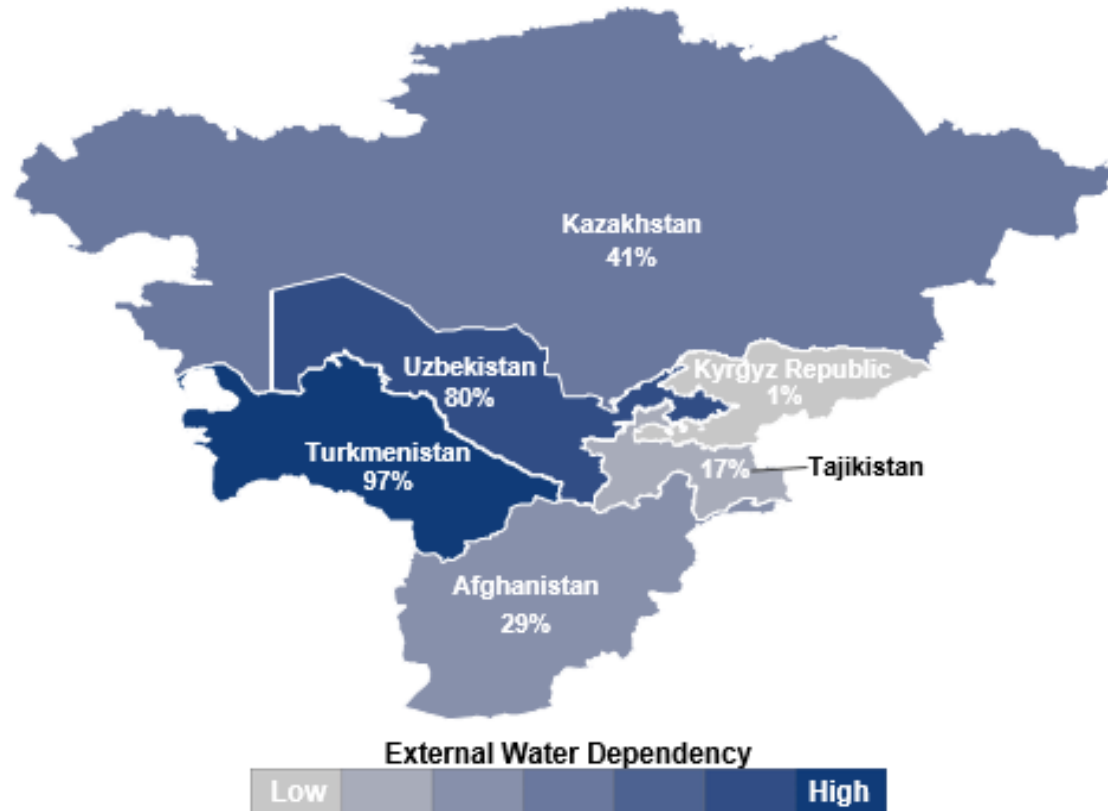 Kazakhstan
41%
Uzbekistan
80%
Kyrgyz Republic
1%
Turkmenistan
97%
17%
Tajikistan
Afghanistan
29%
External Water Dependency
Low
High